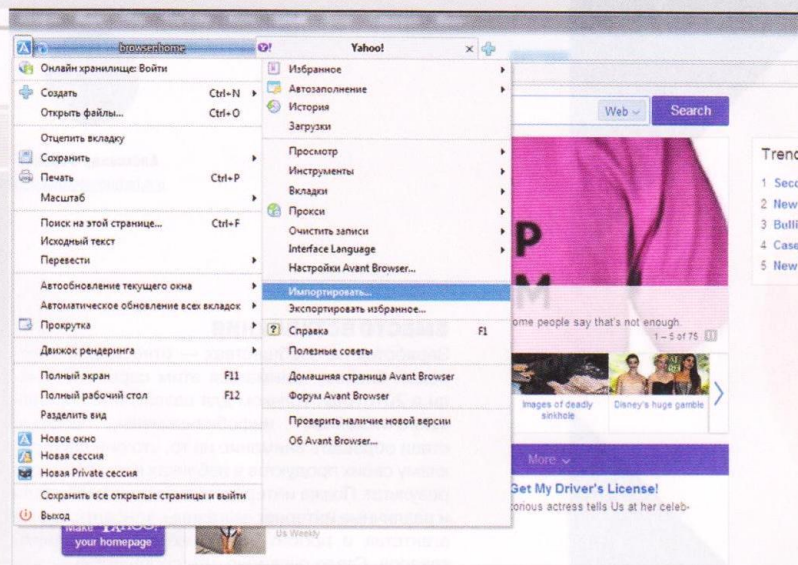 browser:home
Yahoo!
Онлайн хранилище: Войти
Создать Ctrl+N
Открыть файлы... Ctrl+O
Отцепить вкладку
Сохранить
Печать Ctrl+P
Масштаб
Поиск на этой странице... Ctrl+F
Исходный текст
Перевести
Автообновление текущего окна
Автоматическое обновление всех вкладок
Прокрутка
Движок рендеринга
Полный экран F11
Полный рабочий стол F12
Разделить вид
Новое окно
Новая сессия
Новая Private сессия
Сохранить все открытые страницы и выйти
Выход
Избранное
Автозаполнение
История
Загрузки
Просмотр
Инструменты
Вкладки
Прокси
Очистить записи
Interface Language
Настройки Avant Browser...
Импортировать...
Экспортировать избранное...
Справка F1
Полезные советы
Домашняя страница Avant Browser
Форум Avant Browser
Проверить наличие новой версии
Об Avant Browser...
Web Search
ome people say that's not enough.
1 – 5 of 75
Images of deadly
sinkhole
Disney's huge gamble
More
Get My Driver's License!
orious actress tells Us at her celeb-
Us Weekly
your homepage
Trend
1 Seco
2 New
3 Bulli
4 Case
5 New